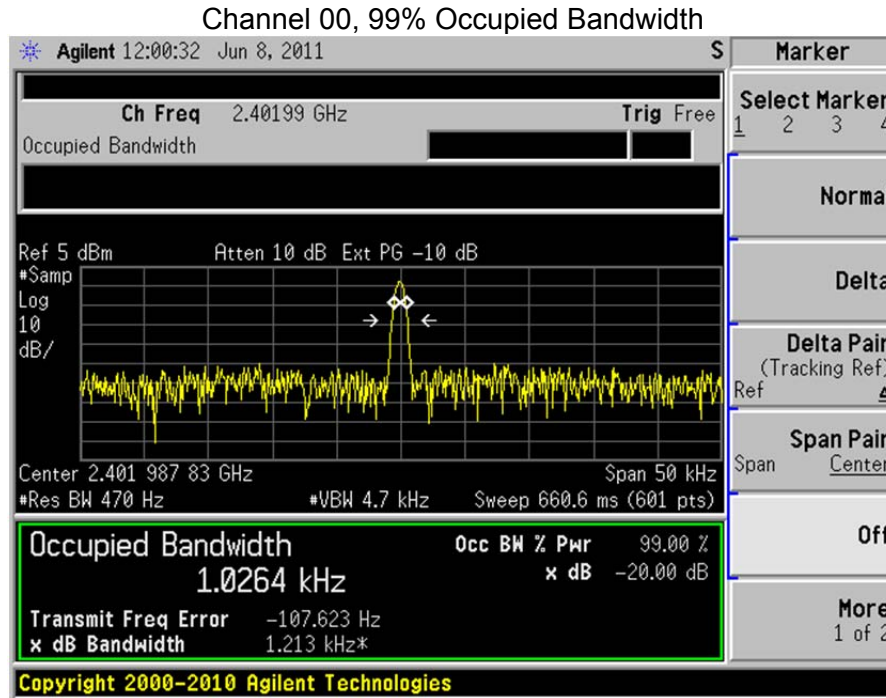 Channel 00, 99% Occupied Bandwidth
Agilent 12:00:32 Jun 8, 2011 S
Marker
Ch Freq 2.40199 GHz Trig Free
Occupied Bandwidth
Select Marker
1 2 3 4
Norma
Delta
Delta Pair
(Tracking Ref)
Ref Δ
Span Pair
Span Center
Off
More
1 of 2
Ref 5 dBm Atten 10 dB Ext PG -10 dB
#Samp
Log
10
dB/
Center 2.401 987 83 GHz Span 50 kHz
#Res BW 470 Hz #VBW 4.7 kHz Sweep 660.6 ms (601 pts)
Occupied Bandwidth Occ BW % Pwr 99.00 %
1.0264 kHz x dB -20.00 dB
Transmit Freq Error -107.623 Hz
x dB Bandwidth 1.213 kHz*
Copyright 2000-2010 Agilent Technologies